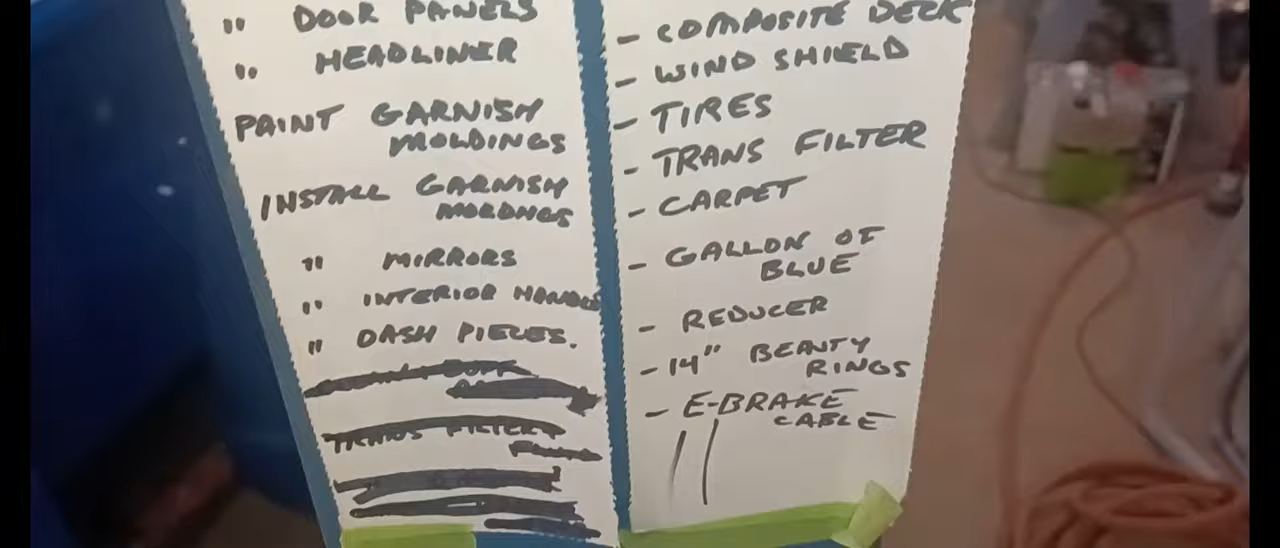 " DOOR PANELS
" HEADLINER
PAINT GARNISH
MOLDINGS
INSTALL GARNISH
MOLDINGS
" MIRRORS
" INTERIOR HANDLES
" DASH PIECES.
TRANS FILTER
- COMPOSITE DECK
- WIND SHIELD
- TIRES
- TRANS FILTER
- CARPET
- GALLON OF
BLUE
- REDUCER
- 14" BEAUTY
RINGS
- E-BRAKE
CABLE